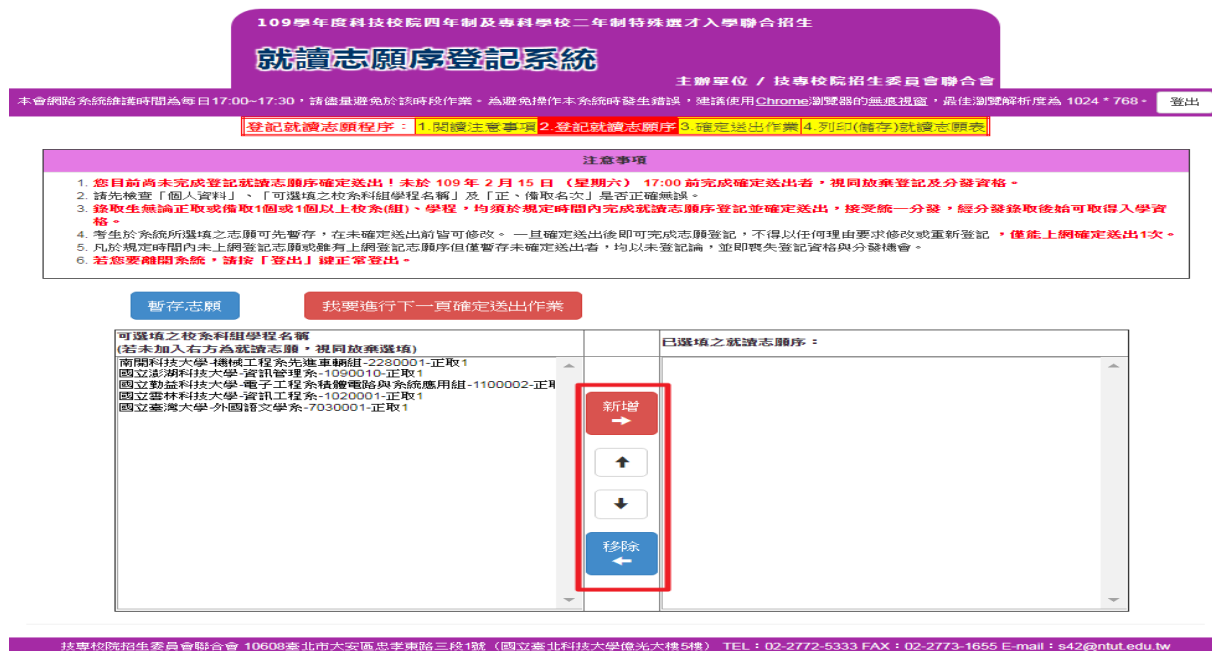 109學年度科技校院四年制及專科學校二年制特殊選才入學聯合招生
就讀志願序登記系統
主辦單位 / 技專校院招生委員會聯合會
本會網路系統維護時間為每日17:00~17:30，請儘量避免於該時段作業。為避免操作本系統時發生錯誤，建議使用Chrome瀏覽器的無痕視窗，最佳瀏覽解析度為 1024 * 768。
登出
登記就讀志願程序：1.閱讀注意事項2.登記就讀志願序3.確定送出作業4.列印(儲存)就讀志願表
注意事項
1. 您目前尚未完成登記就讀志願序確定送出！未於 109 年 2 月 15 日 （星期六） 17:00 前完成確定送出者，視同放棄登記及分發資格。
2. 請先檢查「個人資料」、「可選填之校系科組學程名稱」及「正、備取名次」是否正確無誤。
3. 錄取生無論正取或備取1個或1個以上校系(組)、學程，均須於規定時間內完成就讀志願序登記並確定送出，接受統一分發，經分發錄取後始可取得入學資
格。
4. 考生於系統所選填之志願可先暫存，在未確定送出前皆可修改。 一旦確定送出後即可完成志願登記，不得以任何理由要求修改或重新登記 ，僅能上網確定送出1次。
5. 凡於規定時間內未上網登記志願或雖有上網登記志願序但僅暫存未確定送出者，均以未登記論，並即喪失登記資格與分發機會。
6. 若您要離開系統，請按「登出」鍵正常登出。
暫存志願
我要進行下一頁確定送出作業
可選填之校系科組學程名稱
(若未加入右方為就讀志願，視同放棄選填)
已選填之就讀志願序：
南開科技大學-機械工程系先進車輛組-2280001-正取1
國立澎湖科技大學-資訊管理系-1090010-正取1
國立勤益科技大學-電子工程系積體電路與系統應用組-1100002-正取
國立雲林科技大學-資訊工程系-1020001-正取1
國立臺灣大學-外國語文學系-7030001-正取1
新增
移除
技專校院招生委員會聯合會 10608臺北市大安區忠孝東路三段1號（國立臺北科技大學億光大樓5樓） TEL：02-2772-5333 FAX：02-2773-1655 E-mail：s42@ntut.edu.tw